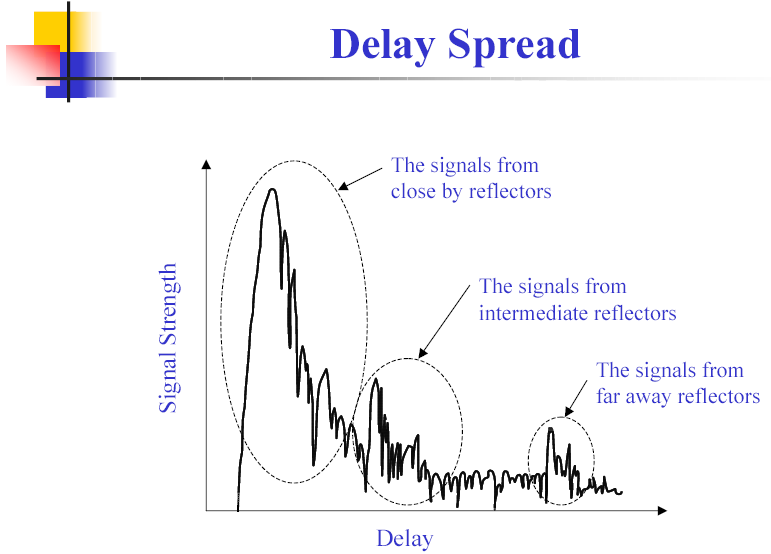 Delay Spread
The signals from
close by reflectors
The signals from
intermediate reflectors
The signals from
far away reflectors
Signal Strength
Delay